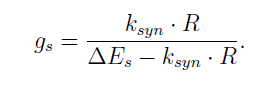 g_s = \frac{k_{syn} \cdot R}{\Delta E_s - k_{syn} \cdot R}.